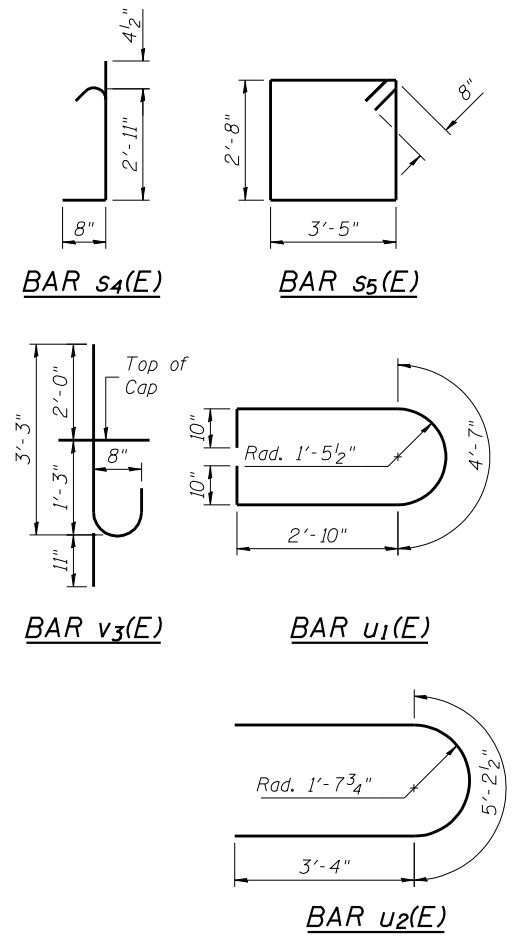 4½"
2'-11"
8"
BAR s4(E)
8"
2'-8"
3'-5"
BAR s5(E)
Top of
Cap
3'-3"
2'-0"
1'-3"
8"
11"
BAR v3(E)
10"
10"
Rad. 1'-5½"
4'-7"
2'-10"
BAR u1(E)
Rad. 1'-7¾"
5'-2½"
3'-4"
BAR u2(E)